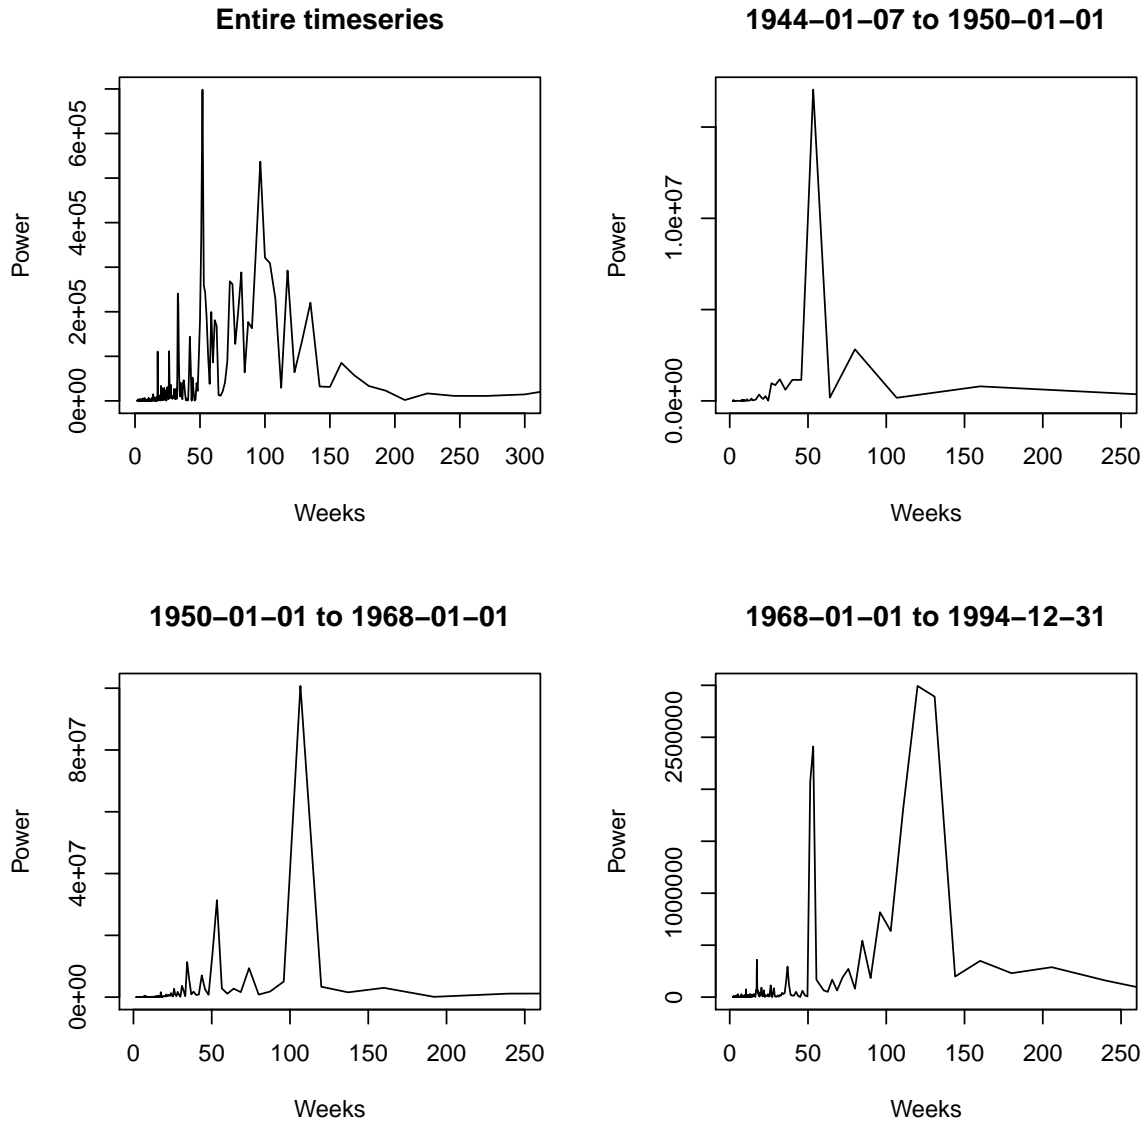 Entire timeseries
Power
0e+00 2e+05 4e+05 6e+05
0 50 100 150 200 250 300
Weeks
1944−01−07 to 1950−01−01
Power
0.0e+00 1.0e+07
0 50 100 150 200 250
Weeks
1950−01−01 to 1968−01−01
Power
0e+00 4e+07 8e+07
0 50 100 150 200 250
Weeks
1968−01−01 to 1994−12−31
Power
0 1000000 2500000
0 50 100 150 200 250
Weeks